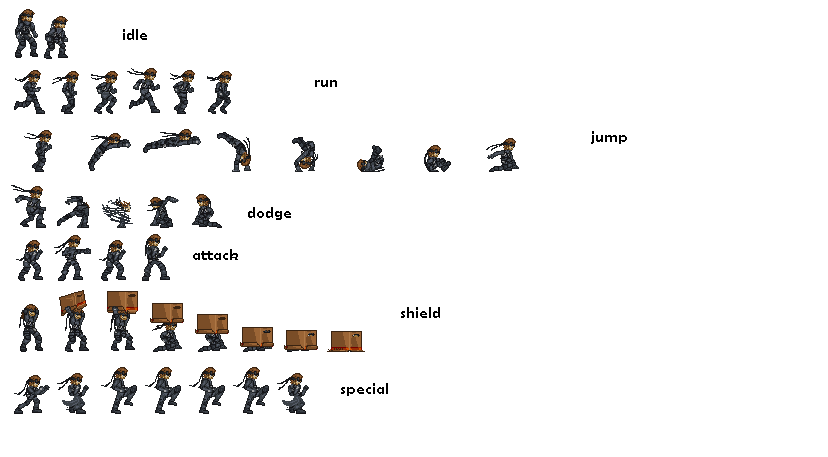 idle
run
jump
dodge
attack
shield
special